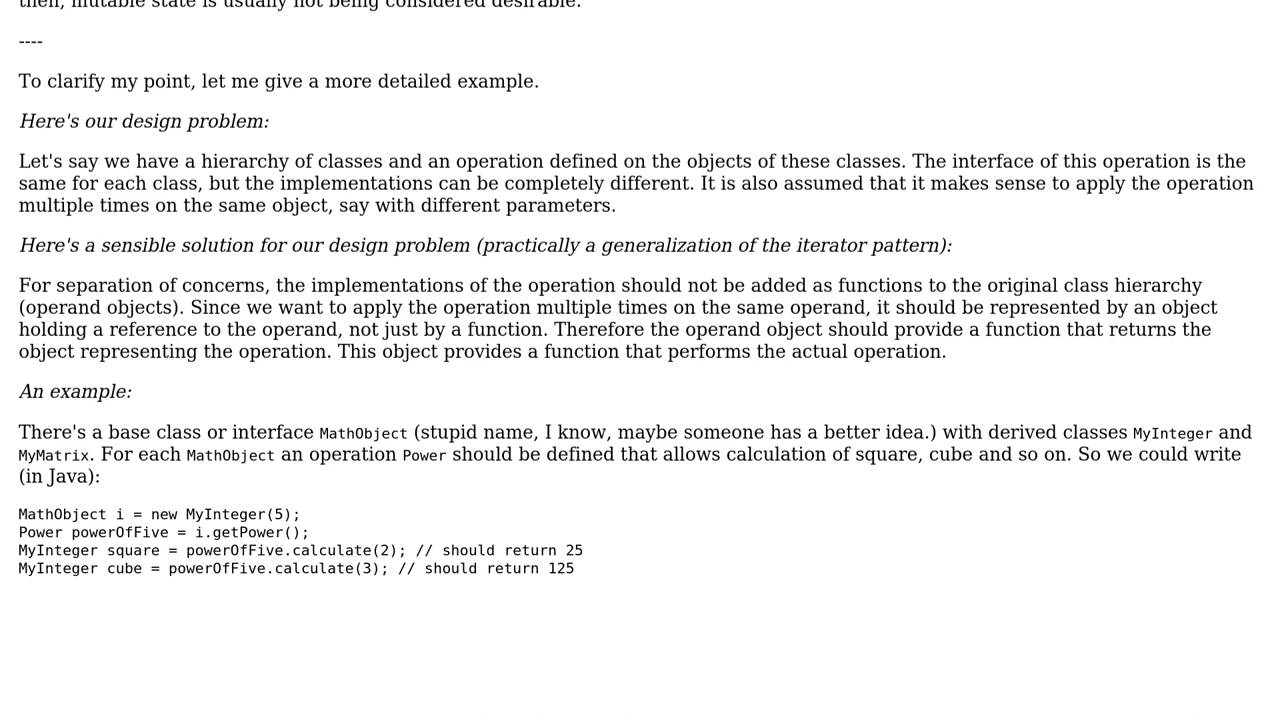 then, mutable state is usually not being considered desirable.
----
To clarify my point, let me give a more detailed example.
Here's our design problem:
Let's say we have a hierarchy of classes and an operation defined on the objects of these classes. The interface of this operation is the
same for each class, but the implementations can be completely different. It is also assumed that it makes sense to apply the operation
multiple times on the same object, say with different parameters.
Here's a sensible solution for our design problem (practically a generalization of the iterator pattern):
For separation of concerns, the implementations of the operation should not be added as functions to the original class hierarchy
(operand objects). Since we want to apply the operation multiple times on the same operand, it should be represented by an object
holding a reference to the operand, not just by a function. Therefore the operand object should provide a function that returns the
object representing the operation. This object provides a function that performs the actual operation.
An example:
There's a base class or interface MathObject (stupid name, I know, maybe someone has a better idea.) with derived classes MyInteger and
MyMatrix. For each MathObject an operation Power should be defined that allows calculation of square, cube and so on. So we could write
(in Java):
MathObject i = new MyInteger(5);
Power powerOfFive = i.getPower();
MyInteger square = powerOfFive.calculate(2); // should return 25
MyInteger cube = powerOfFive.calculate(3); // should return 125